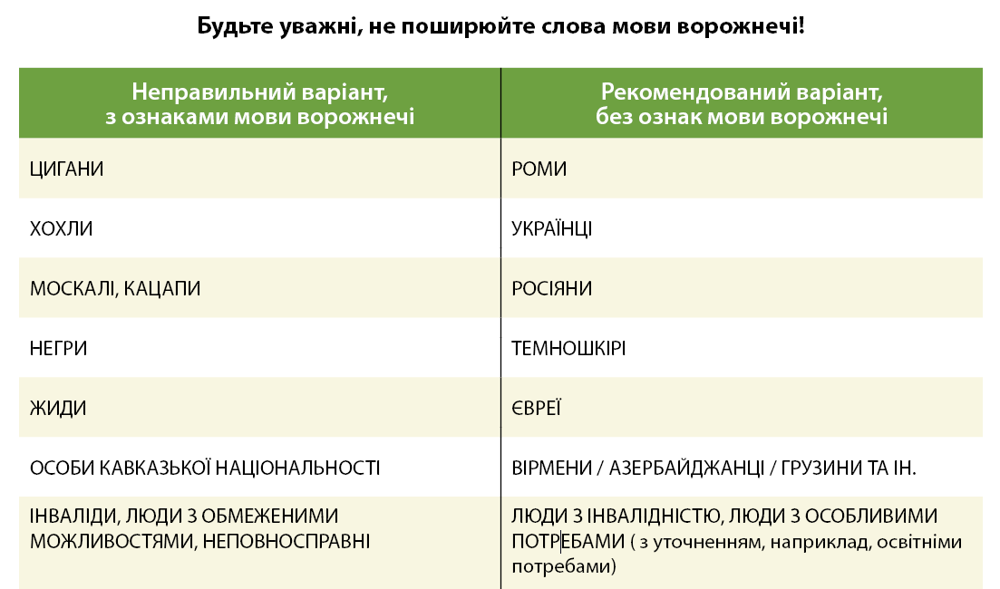 Будьте уважні, не поширюйте слова мови ворожнечі!
Неправильний варіант,
з ознаками мови ворожнечі
Рекомендований варіант,
без ознак мови ворожнечі
ЦИГАНИ
РОМИ
ХОХЛИ
УКРАЇНЦІ
МОСКАЛІ, КАЦАПИ
РОСІЯНИ
НЕГРИ
ТЕМНОШКІРІ
ЖИДИ
ЄВРЕЇ
ОСОБИ КАВКАЗЬКОЇ НАЦІОНАЛЬНОСТІ
ВІРМЕНИ / АЗЕРБАЙДЖАНЦІ / ГРУЗИНИ ТА ІН.
ІНВАЛІДИ, ЛЮДИ З ОБМЕЖЕНИМИ
МОЖЛИВОСТЯМИ, НЕПОВНОСПРАВНІ
ЛЮДИ З ІНВАЛІДНІСТЮ, ЛЮДИ З ОСОБЛИВИМИ
ПОТРЕБАМИ ( з уточненням, наприклад, освітніми
потребами)